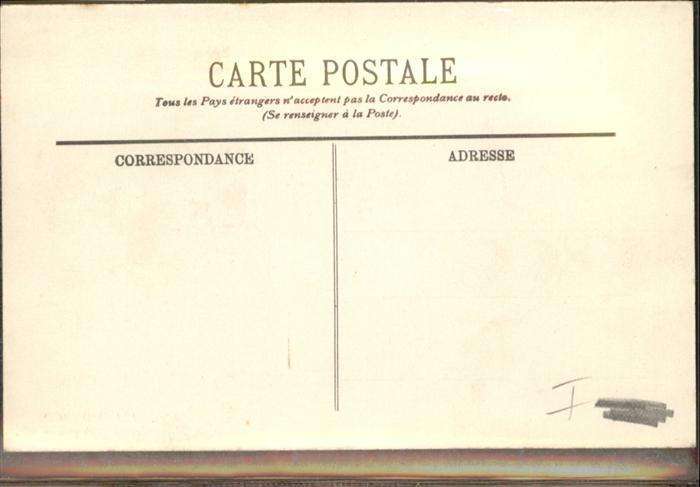 CARTE POSTALE
Tous les Pays étrangers n'acceptent pas la Correspondance au recto.
(Se renseigner à la Poste).
CORRESPONDANCE
ADRESSE
I